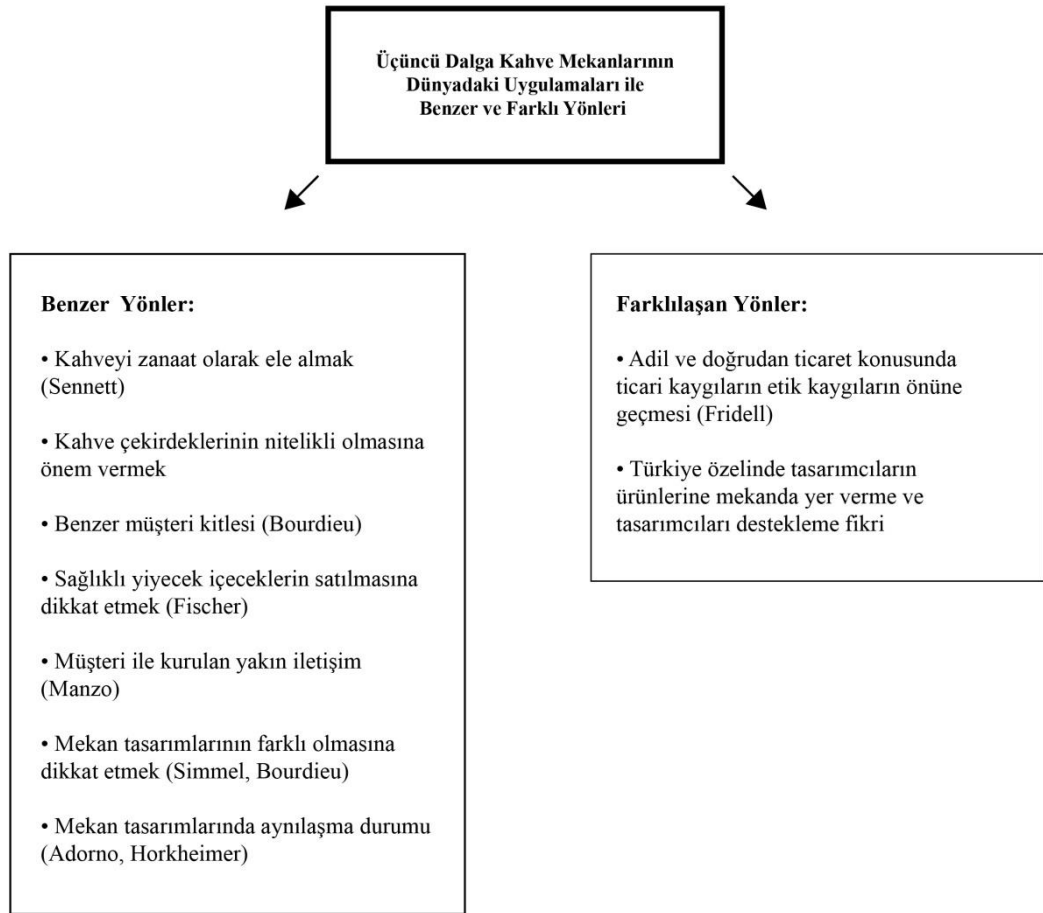 Üçüncü Dalga Kahve Mekanlarının
Dünyadaki Uygulamaları ile
Benzer ve Farklı Yönleri
Benzer Yönler:
• Kahveyi zanaat olarak ele almak
(Sennett)
• Kahve çekirdeklerinin nitelikli olmasına
önem vermek
• Benzer müşteri kitlesi (Bourdieu)
• Sağlıklı yiyecek içeceklerin satılmasına
dikkat etmek (Fischer)
• Müşteri ile kurulan yakın iletişim
(Manzo)
• Mekan tasarımlarının farklı olmasına
dikkat etmek (Simmel, Bourdieu)
• Mekan tasarımlarında aynılaşma durumu
(Adorno, Horkheimer)
Farklılaşan Yönler:
• Adil ve doğrudan ticaret konusunda
ticari kaygıların etik kaygıların önüne
geçmesi (Fridell)
• Türkiye özelinde tasarımcıların
ürünlerine mekanda yer verme ve
tasarımcıları destekleme fikri